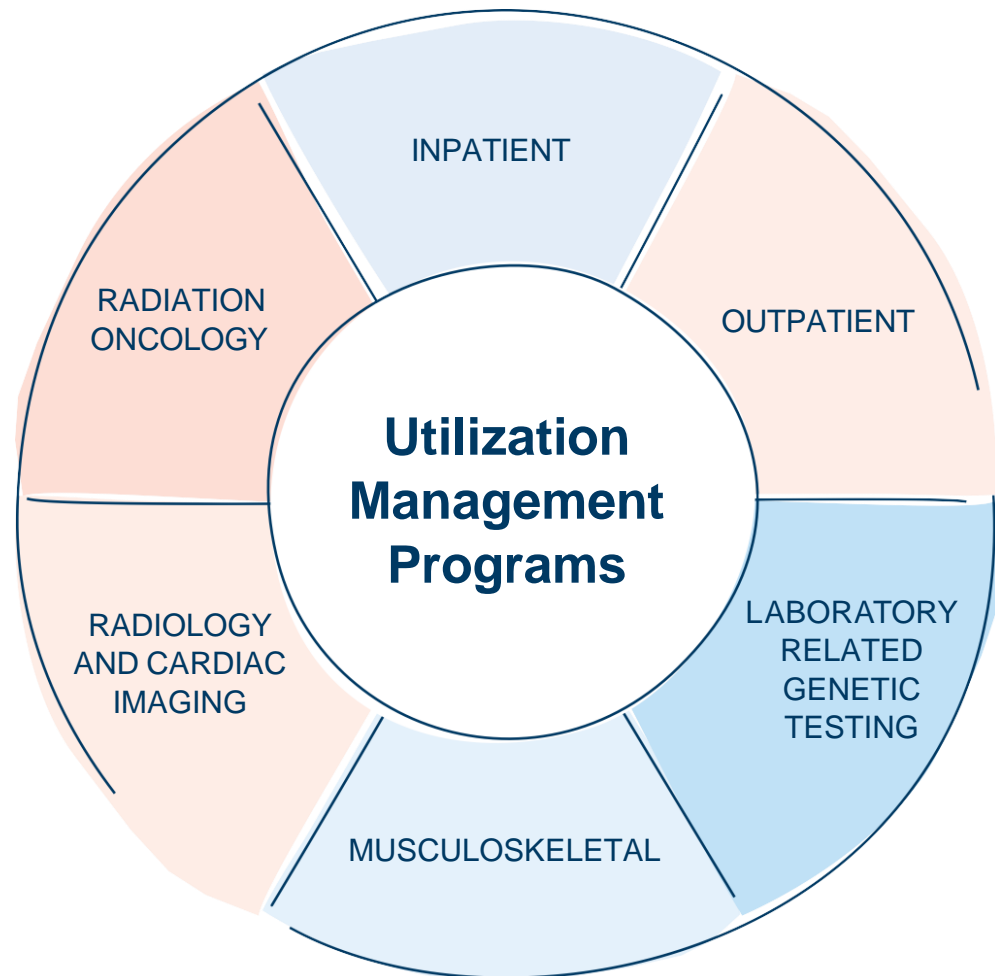 INPATIENT
OUTPATIENT
LABORATORY
RELATED
GENETIC
TESTING
MUSCULOSKELETAL
RADIOLOGY
AND CARDIAC
IMAGING
RADIATION
ONCOLOGY
Utilization
Management
Programs